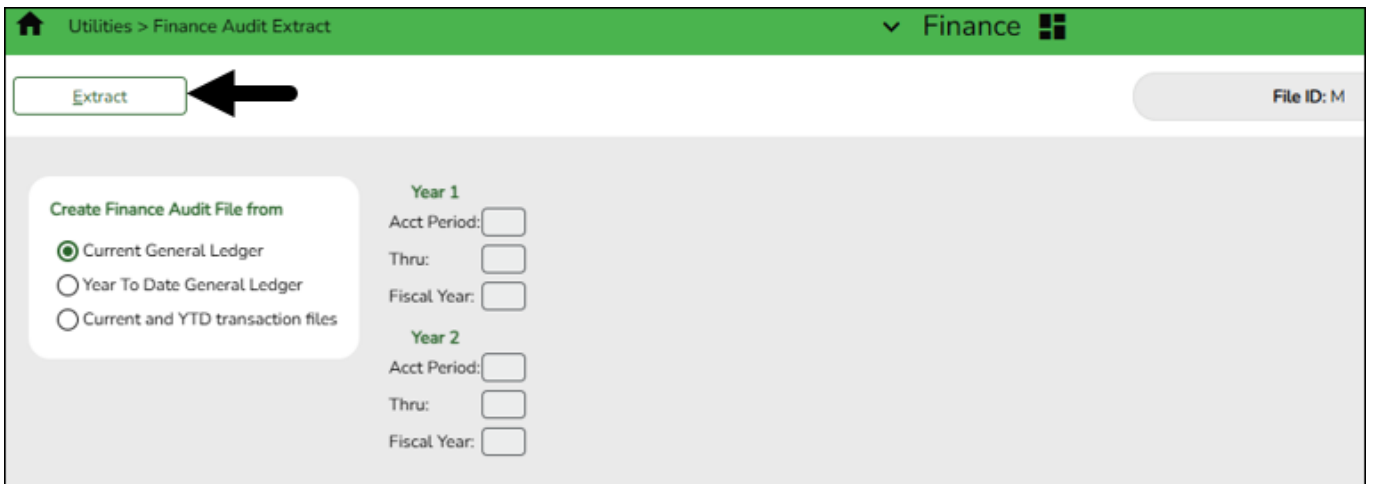 Utilities > Finance Audit Extract
Finance
Extract
File ID: M
Create Finance Audit File from
Current General Ledger
Year To Date General Ledger
Current and YTD transaction files
Year 1
Acct Period:
Thru:
Fiscal Year:
Year 2
Acct Period:
Thru:
Fiscal Year: